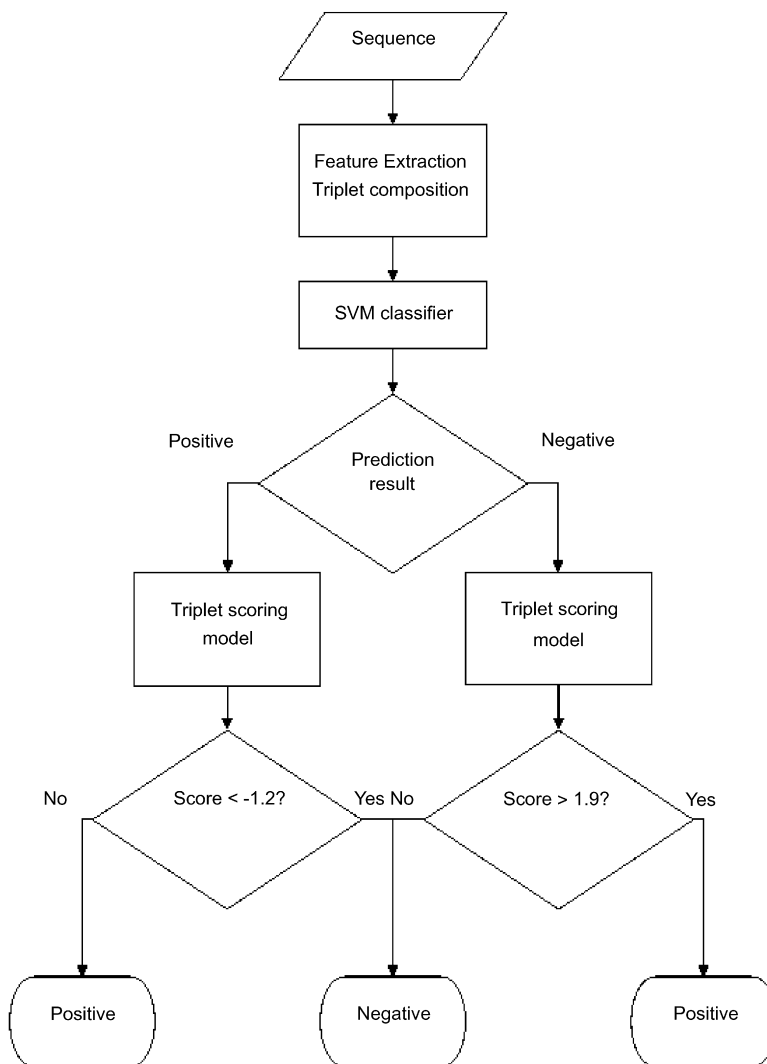 Sequence
Feature Extraction
Triplet composition
SVM classifier
Positive
Negative
Prediction
result
Triplet scoring
model
Triplet scoring
model
No
Score < -1.2?
Yes No
Score > 1.9?
Yes
Positive
Negative
Positive